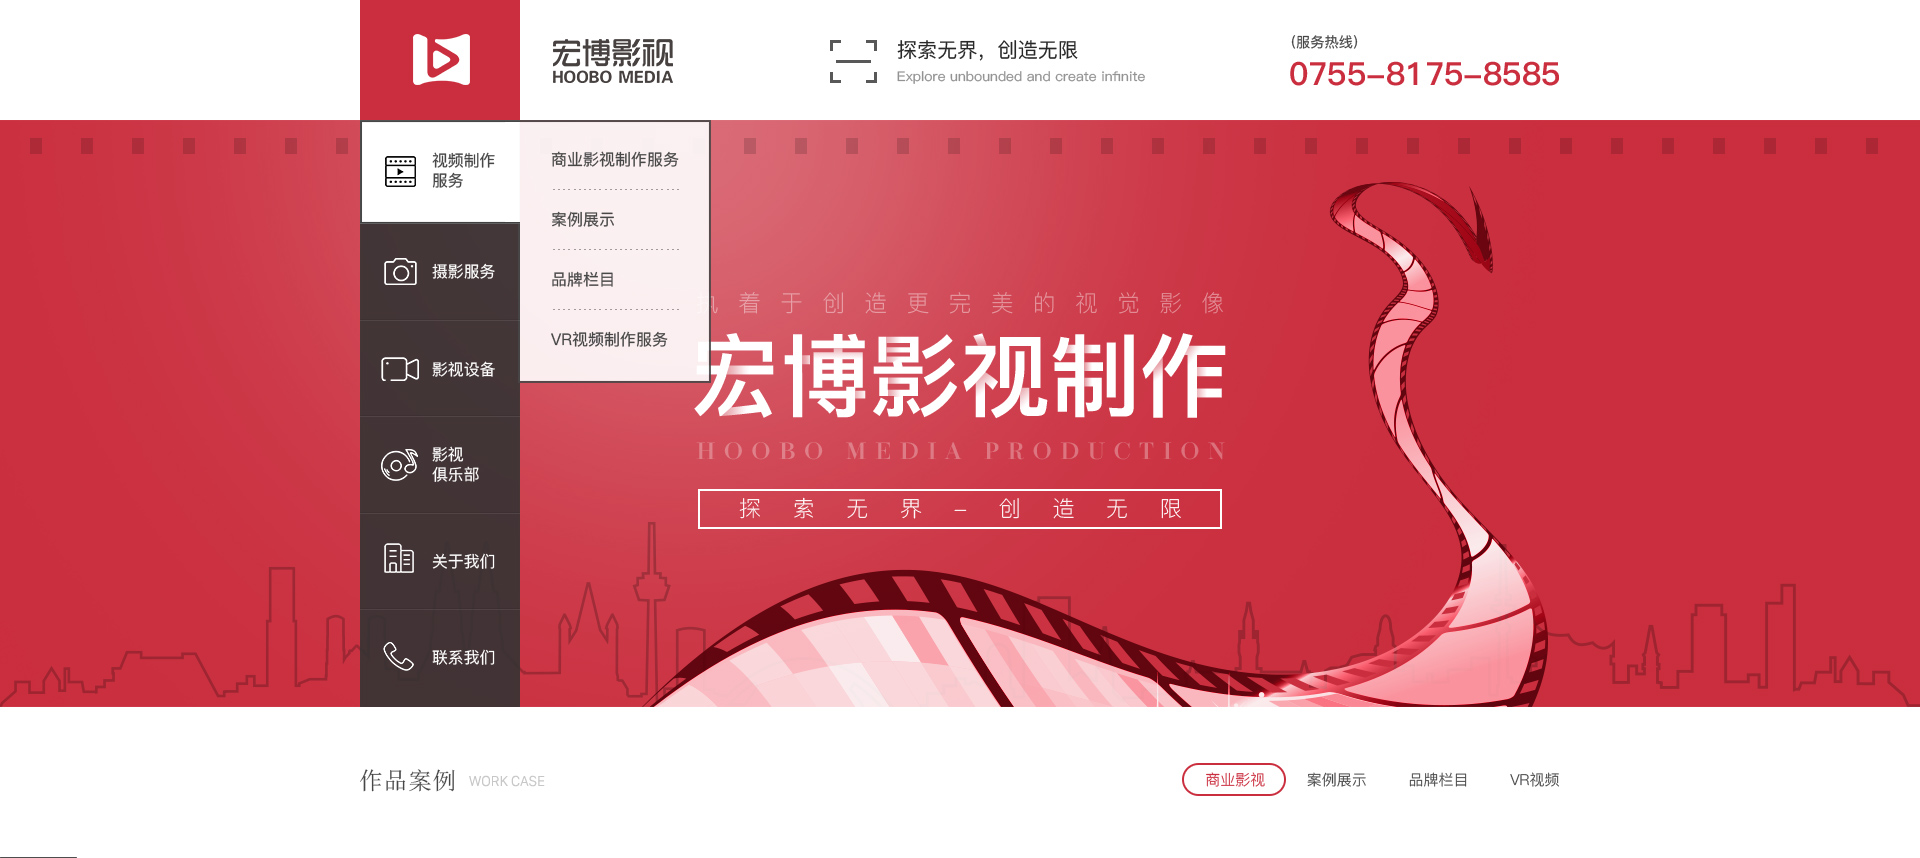 宏博影视
HOOBO MEDIA
探索无界，创造无限
Explore unbounded and create infinite
(服务热线)
0755-8175-8585
视频制作
服务
商业影视制作服务
案例展示
品牌栏目
VR视频制作服务
摄影服务
影视设备
影视
俱乐部
关于我们
联系我们
执着于创造更完美的视觉影像
宏博影视制作
HOOBO MEDIA PRODUCTION
探索无界-创造无限
作品案例 WORK CASE
商业影视 案例展示 品牌栏目 VR视频